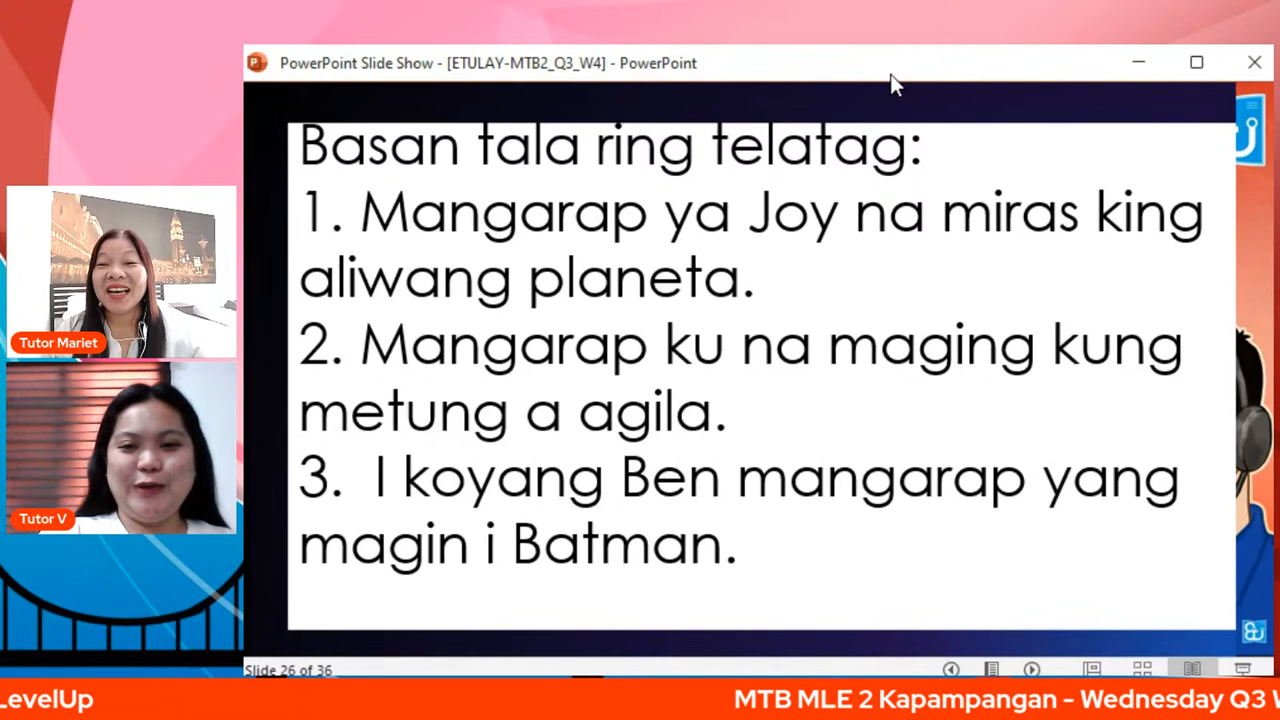 PowerPoint Slide Show - [ETULAY-MTB2_Q3_W4] - PowerPoint
Basan tala ring telatag:
1. Mangarap ya Joy na miras king
aliwang planeta.
2. Mangarap ku na maging kung
metung a agila.
3. I koyang Ben mangarap yang
magin i Batman.
Tutor Mariet
Tutor V
Slide 26 of 36
LevelUp
MTB MLE 2 Kapampangan - Wednesday Q3